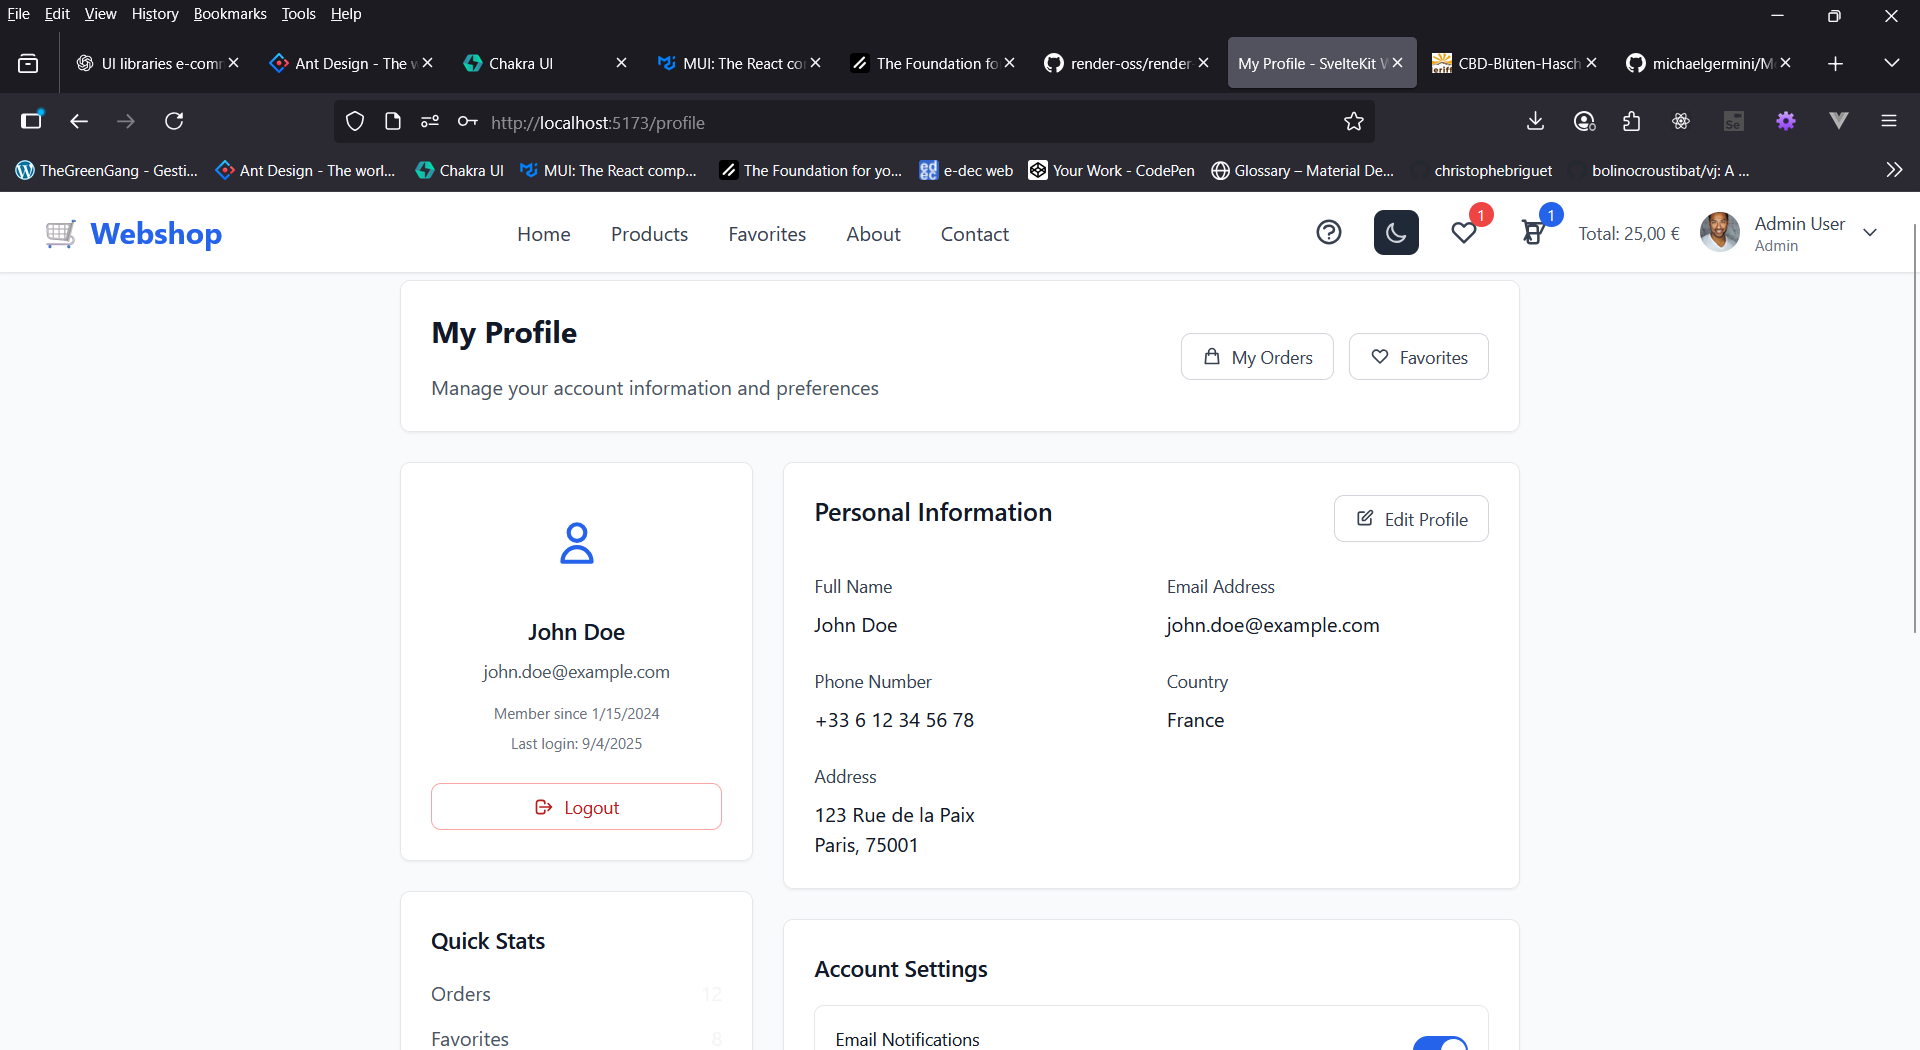 File Edit View History Bookmarks Tools Help
UI libraries e-comr
Ant Design - The w
Chakra UI
MUI: The React co
The Foundation fo
render-oss/render-
My Profile - SvelteKit W
CBD-Blüten-Hasch
michaelgermini/M
http://localhost:5173/profile
TheGreenGang - Gesti...
Ant Design - The worl...
Chakra UI
MUI: The React comp...
The Foundation for yo...
e-dec web
Your Work - CodePen
Glossary – Material De...
christophebriguet
bolinocroustibat/vj: A ...
Webshop
Home
Products
Favorites
About
Contact
1
1
Total: 25,00 €
Admin User
Admin
My Profile
Manage your account information and preferences
My Orders
Favorites
John Doe
john.doe@example.com
Member since 1/15/2024
Last login: 9/4/2025
Logout
Personal Information
Edit Profile
Full Name
John Doe
Email Address
john.doe@example.com
Phone Number
+33 6 12 34 56 78
Country
France
Address
123 Rue de la Paix
Paris, 75001
Quick Stats
Orders 12
Favorites 8
Account Settings
Email Notifications